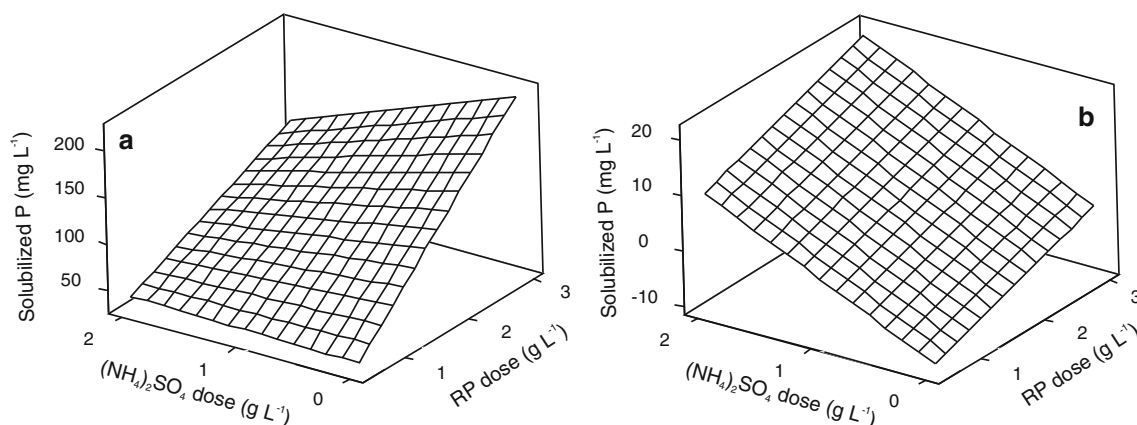 a
Solubilized P (mg L⁻¹)
200
150
100
50
2
1
0
(NH₄)₂SO₄ dose (g L⁻¹)
1
2
3
RP dose (g L⁻¹)
b
Solubilized P (mg L⁻¹)
20
10
0
-10
2
1
0
(NH₄)₂SO₄ dose (g L⁻¹)
1
2
3
RP dose (g L⁻¹)